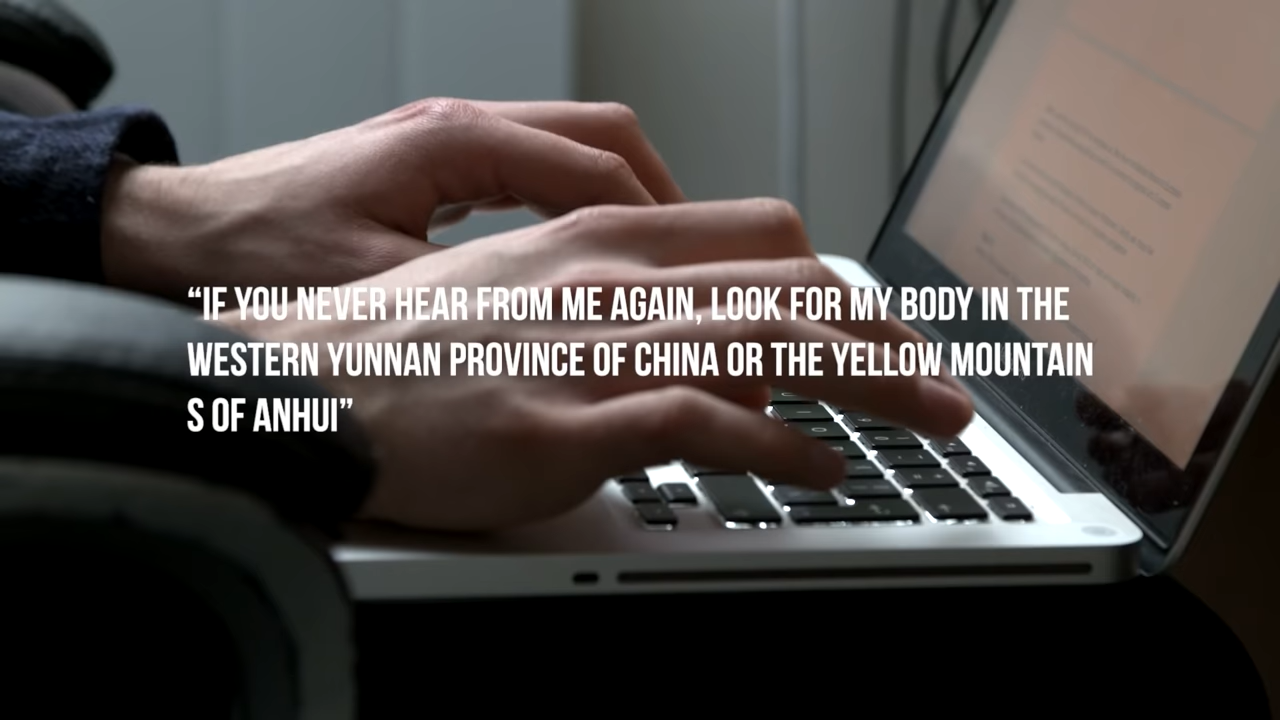 “IF YOU NEVER HEAR FROM ME AGAIN, LOOK FOR MY BODY IN THE
WESTERN YUNNAN PROVINCE OF CHINA OR THE YELLOW MOUNTAIN
S OF ANHUI”